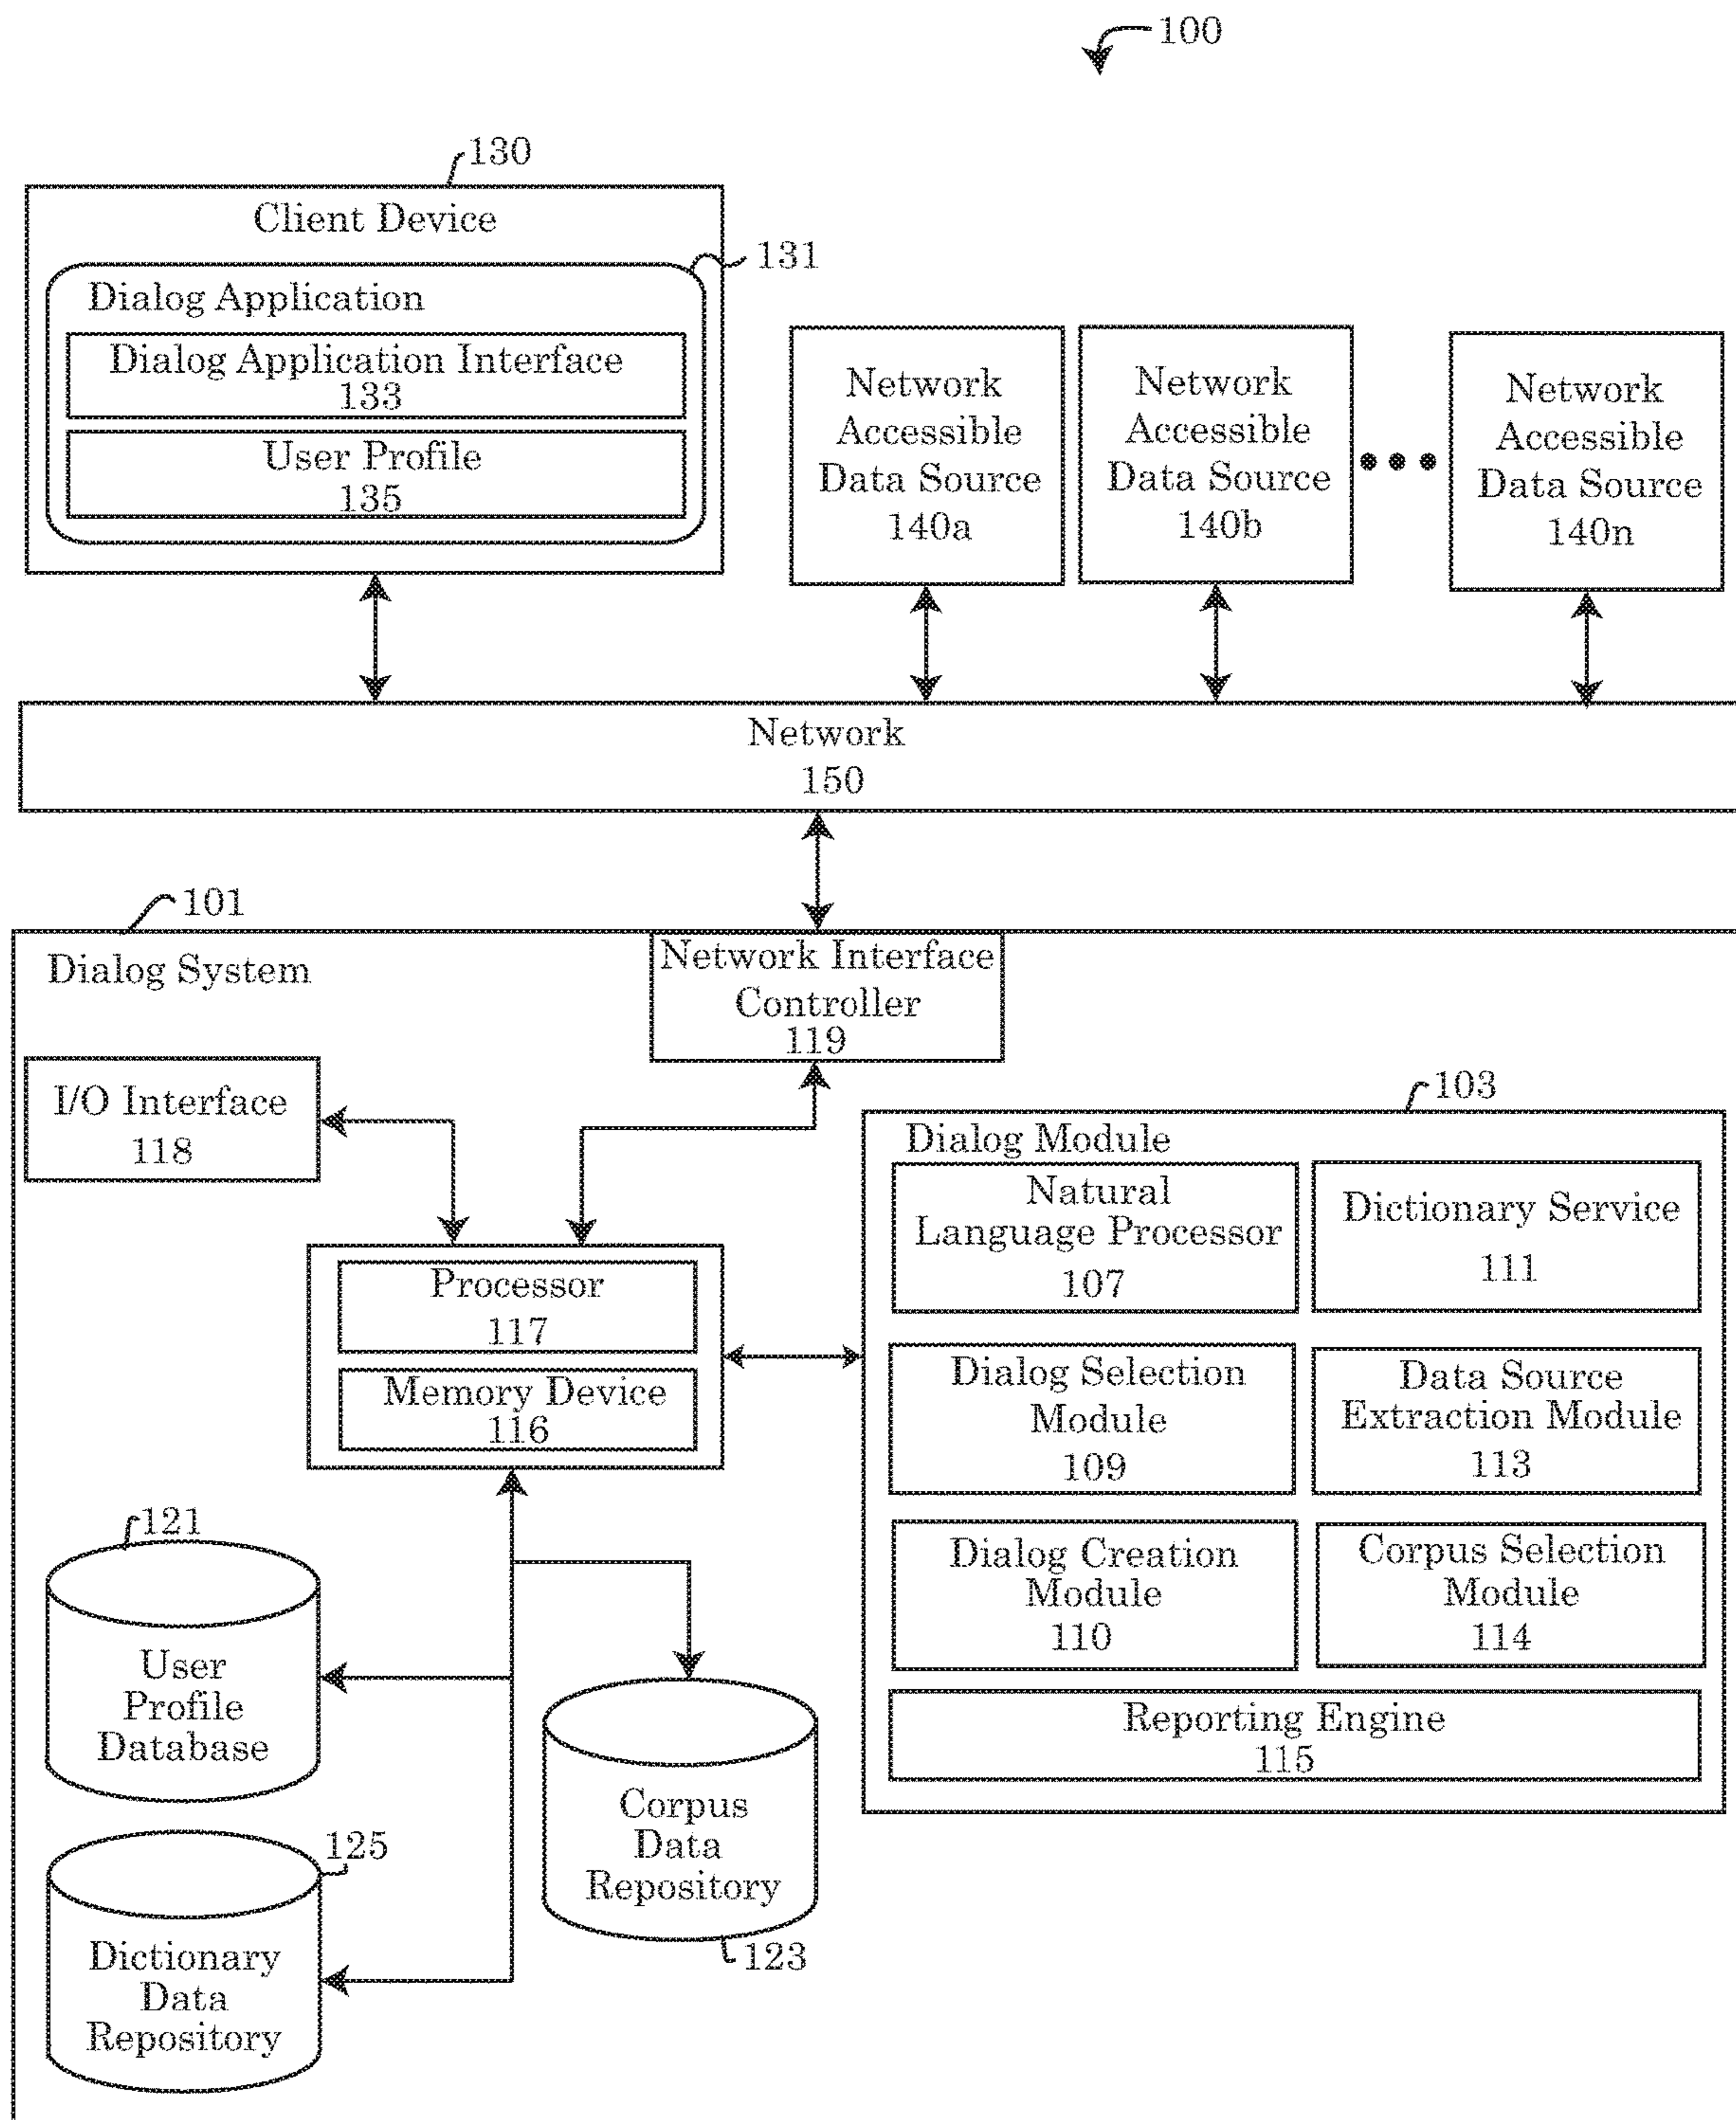 100
130
Client Device
131
Dialog Application
Dialog Application Interface
133
User Profile
135
Network
Accessible
Data Source
140a
Network
Accessible
Data Source
140b
Network
Accessible
Data Source
140n
Network
150
101
Dialog System
Network Interface
Controller
119
I/O Interface
118
103
Dialog Module
Natural
Language Processor
107
Dictionary Service
111
Processor
117
Memory Device
116
Dialog Selection
Module
109
Data Source
Extraction Module
113
Dialog Creation
Module
110
Corpus Selection
Module
114
Reporting Engine
115
121
User
Profile
Database
Corpus
Data
Repository
123
125
Dictionary
Data
Repository